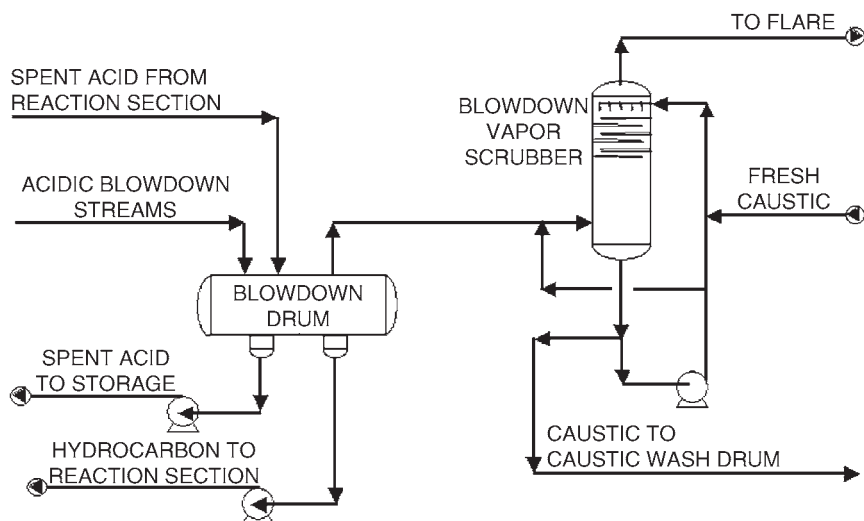 TO FLARE
SPENT ACID FROM
REACTION SECTION
BLOWDOWN
VAPOR
SCRUBBER
ACIDIC BLOWDOWN
STREAMS
FRESH
CAUSTIC
BLOWDOWN
DRUM
SPENT ACID
TO STORAGE
HYDROCARBON TO
REACTION SECTION
CAUSTIC TO
CAUSTIC WASH DRUM